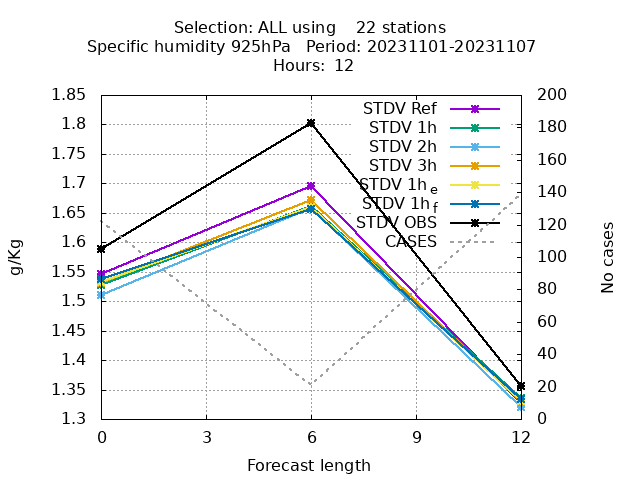 Selection: ALL using    22 stations
Specific humidity 925hPa   Period: 20231101-20231107
Hours: 12
g/Kg
1.85
1.8
1.75
1.7
1.65
1.6
1.55
1.5
1.45
1.4
1.35
1.3
STDV Ref
STDV 1h
STDV 2h
STDV 3h
STDV 1h e
STDV 1h f
STDV OBS
CASES
200
180
160
140
120
100
80
60
40
20
0
No cases
0 3 6 9 12
Forecast length